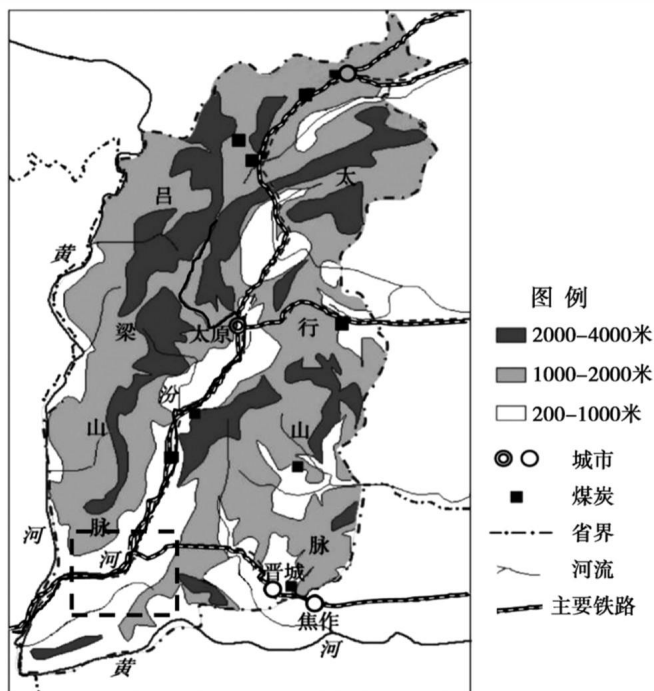 吕
太
黄
梁
太原
行
汾
山
山
河
脉
河
脉
晋城
焦作
黄
河
图 例
2000-4000米
1000-2000米
200-1000米
城市
煤炭
省界
河流
主要铁路